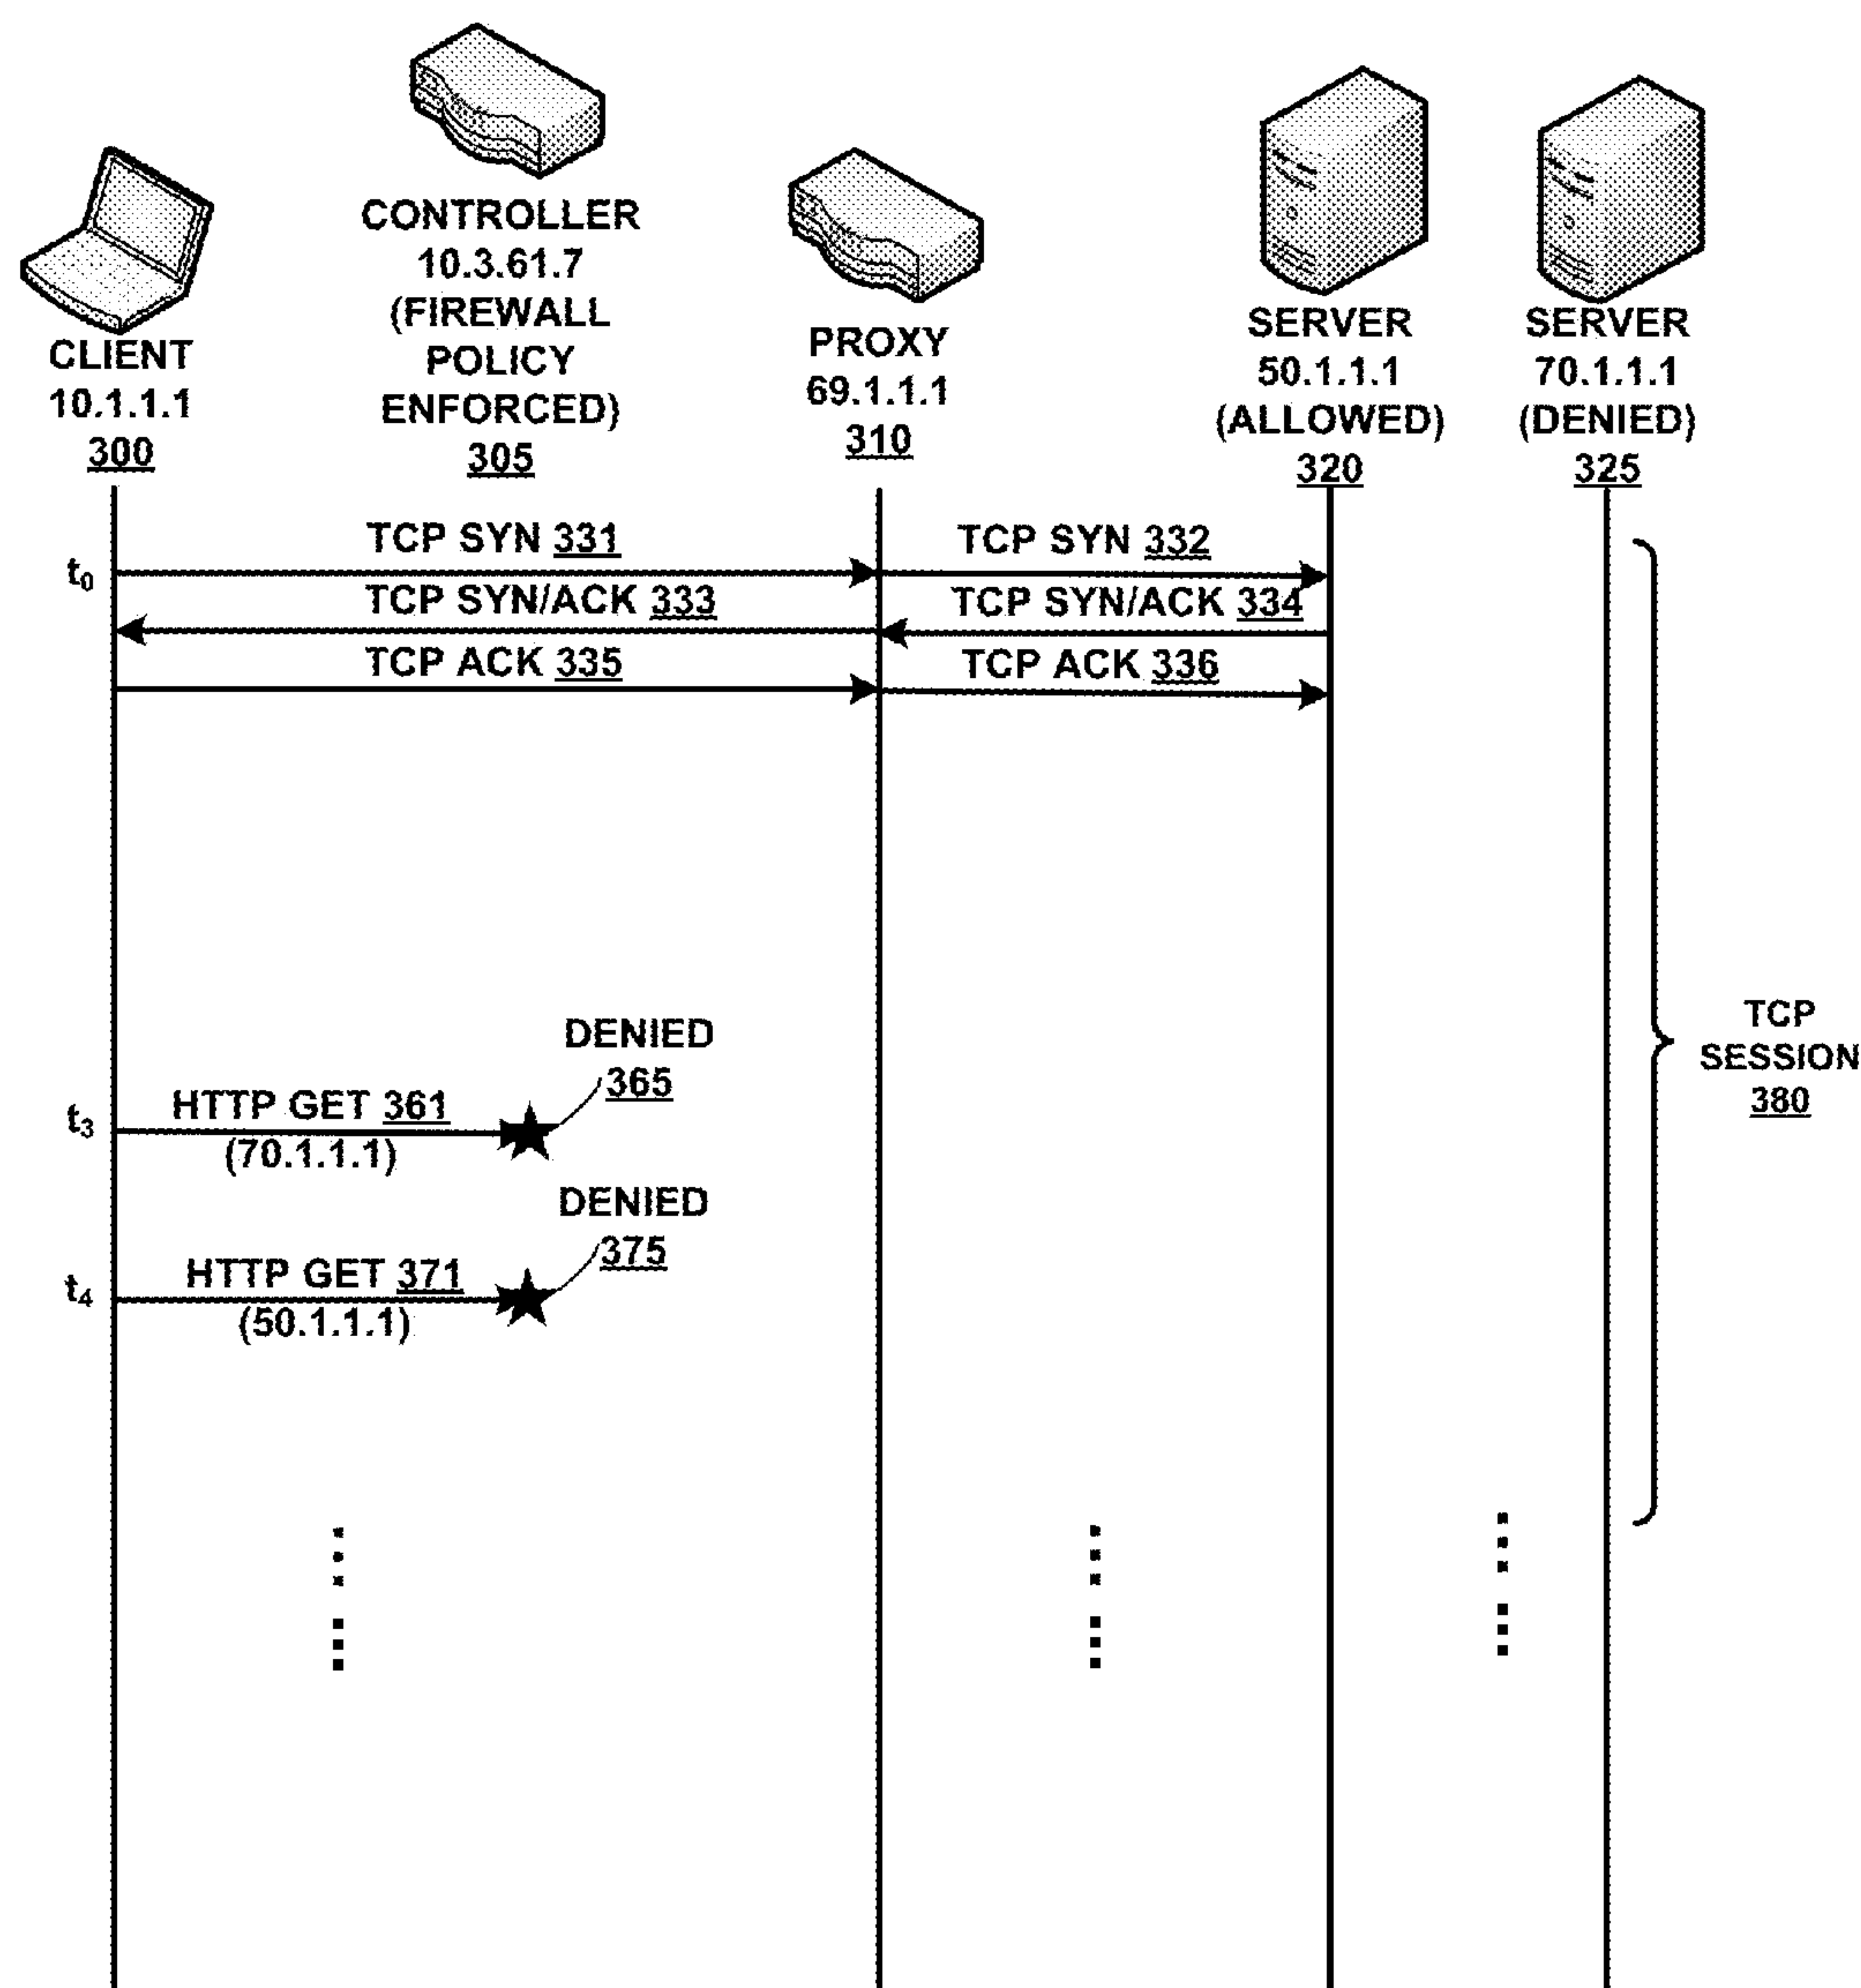 CLIENT
10.1.1.1
300
CONTROLLER
10.3.61.7
(FIREWALL
POLICY
ENFORCED)
305
PROXY
69.1.1.1
310
SERVER
50.1.1.1
(ALLOWED)
320
SERVER
70.1.1.1
(DENIED)
325
t0
TCP SYN 331
TCP SYN 332
TCP SYN/ACK 333
TCP SYN/ACK 334
TCP ACK 335
TCP ACK 336
TCP
SESSION
380
DENIED
365
t3
HTTP GET 361
(70.1.1.1)
DENIED
375
t4
HTTP GET 371
(50.1.1.1)